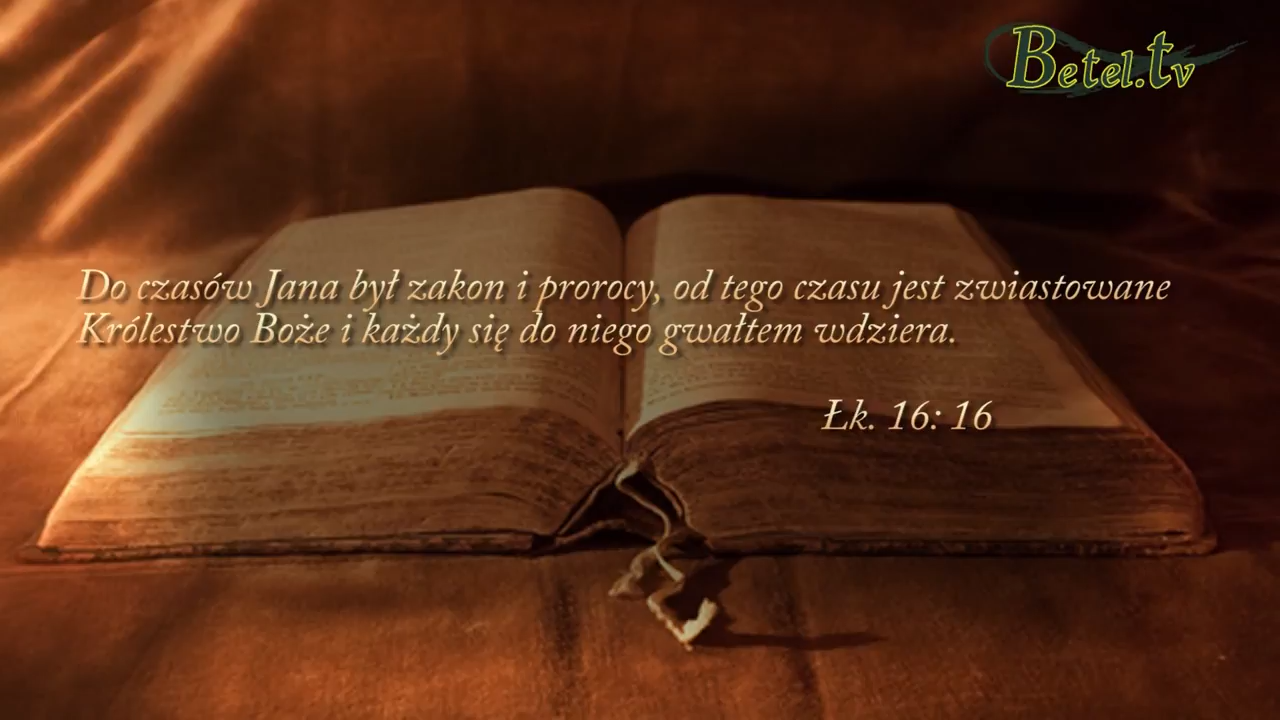 Betel.tv
Do czasów Jana był zakon i prorocy, od tego czasu jest zwiastowane
Królestwo Boże i każdy się do niego gwałtem wdziera.
Łk. 16: 16